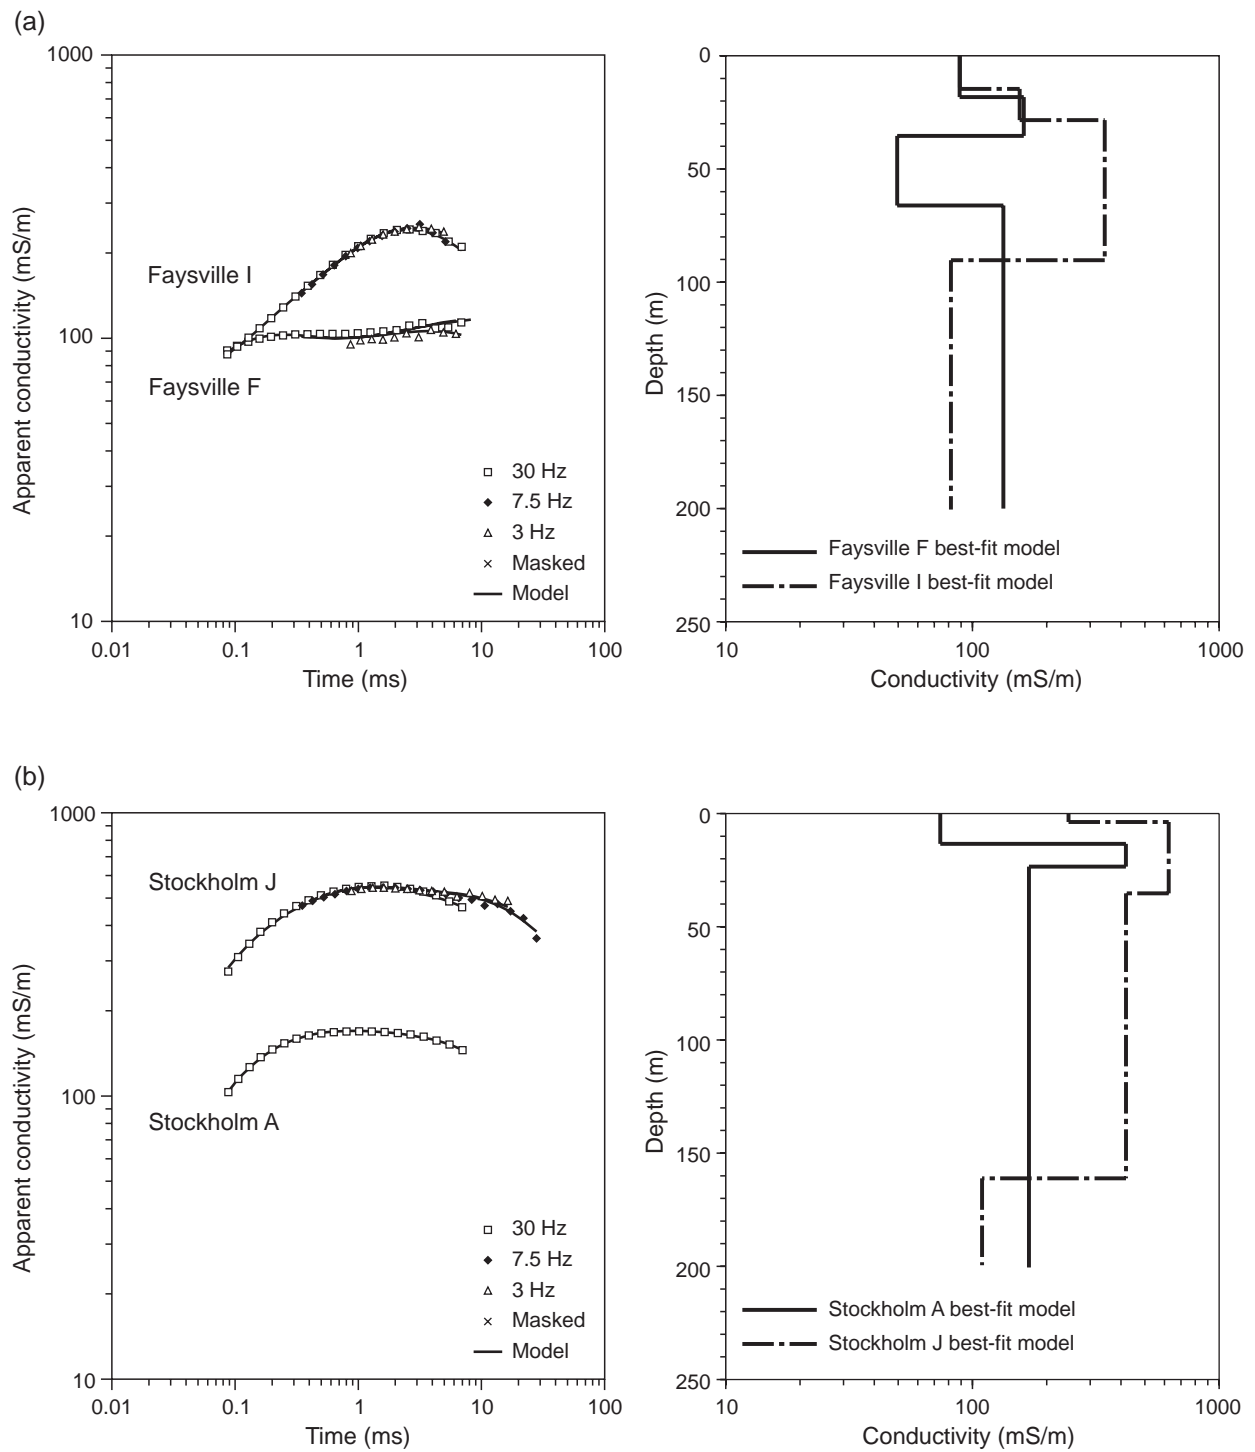 (a)
1000
100
10
Apparent conductivity (mS/m)
Faysville I
Faysville F
30 Hz
7.5 Hz
3 Hz
Masked
Model
0.01 0.1 1 10 100
Time (ms)
0
50
100
150
200
250
Depth (m)
Faysville F best-fit model
Faysville I best-fit model
10 100 1000
Conductivity (mS/m)
(b)
1000
100
10
Apparent conductivity (mS/m)
Stockholm J
Stockholm A
30 Hz
7.5 Hz
3 Hz
Masked
Model
0.01 0.1 1 10 100
Time (ms)
0
50
100
150
200
250
Depth (m)
Stockholm A best-fit model
Stockholm J best-fit model
10 100 1000
Conductivity (mS/m)